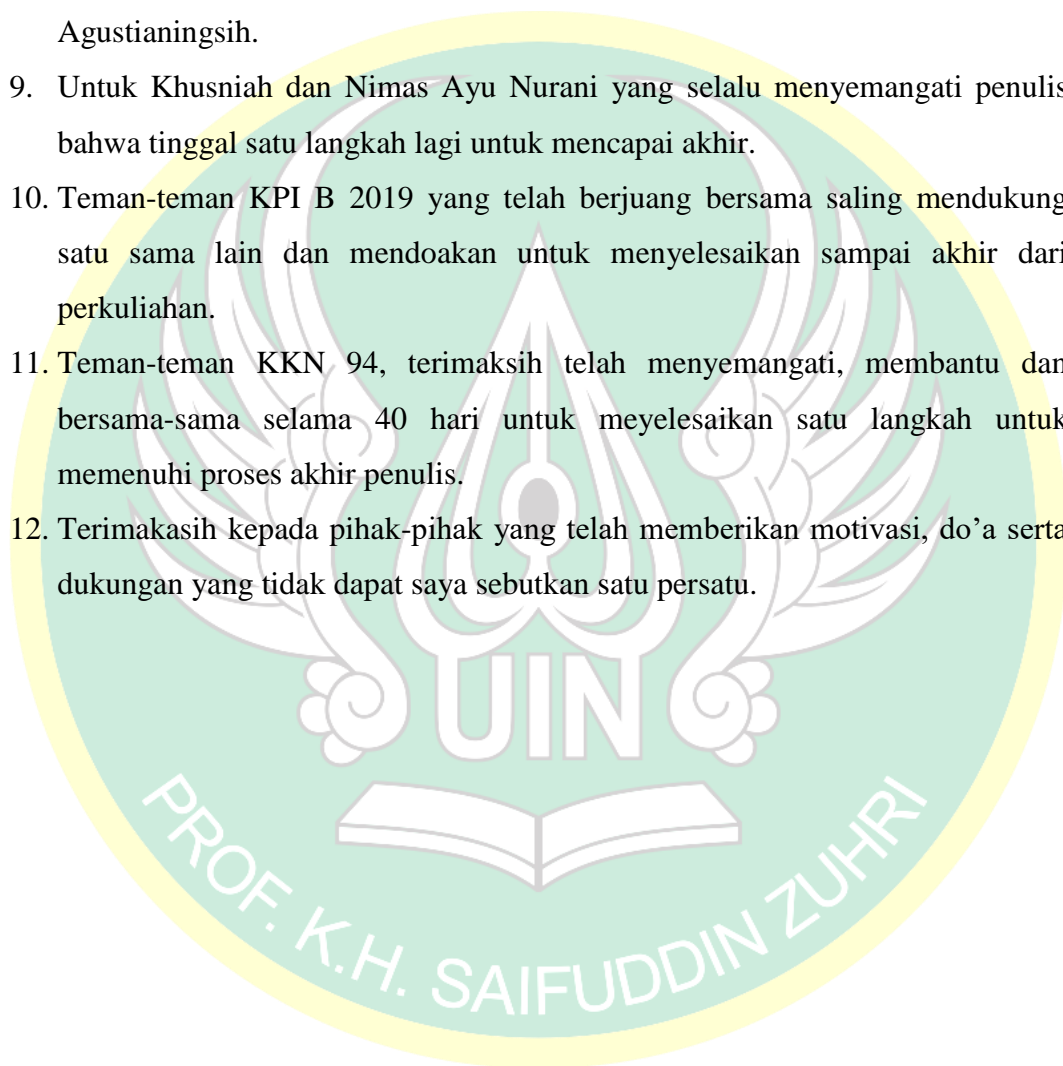 Agustianingsih.
9. Untuk Khusniah dan Nimas Ayu Nurani yang selalu menyemangati penulis
bahwa tinggal satu langkah lagi untuk mencapai akhir.
10. Teman-teman KPI B 2019 yang telah berjuang bersama saling mendukung
satu sama lain dan mendoakan untuk menyelesaikan sampai akhir dari
perkuliahan.
11. Teman-teman KKN 94, terimaksih telah menyemangati, membantu dan
bersama-sama selama 40 hari untuk meyelesaikan satu langkah untuk
memenuhi proses akhir penulis.
12. Terimakasih kepada pihak-pihak yang telah memberikan motivasi, do’a serta
dukungan yang tidak dapat saya sebutkan satu persatu.
UIN
PROF. K.H. SAIFUDDIN ZUHRI